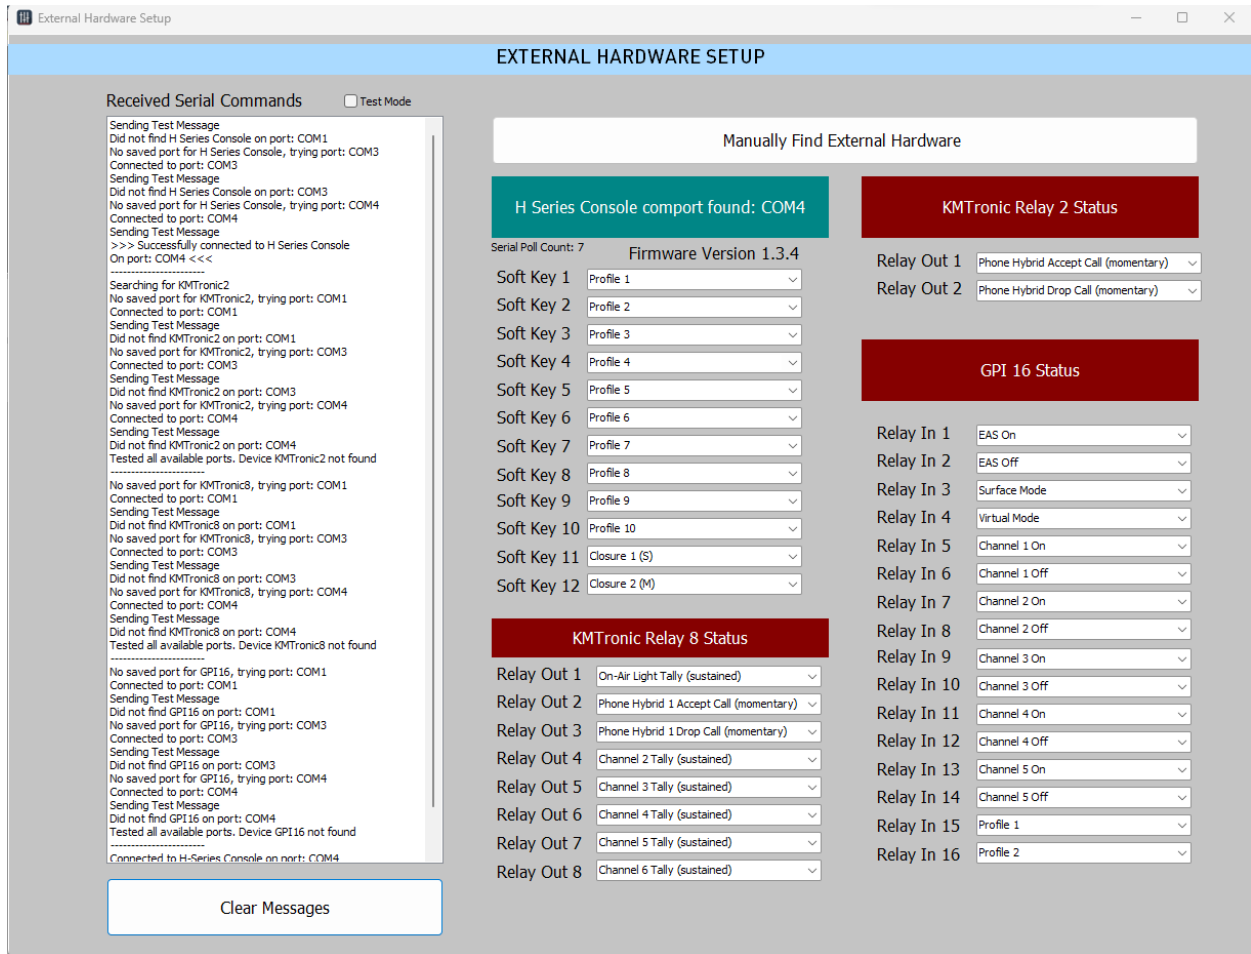 External Hardware Setup
EXTERNAL HARDWARE SETUP
Received Serial Commands
Test Mode
Sending Test Message
Did not find H Series Console on port: COM1
No saved port for H Series Console, trying port: COM3
Connected to port: COM3
Sending Test Message
Did not find H Series Console on port: COM3
No saved port for H Series Console, trying port: COM4
Connected to port: COM4
Sending Test Message
>>> Successfully connected to H Series Console
On port: COM4 <<<
-----------------------
Searching for KMTronic2
No saved port for KMTronic2, trying port: COM1
Connected to port: COM1
Sending Test Message
Did not find KMTronic2 on port: COM1
No saved port for KMTronic2, trying port: COM3
Connected to port: COM3
Sending Test Message
Did not find KMTronic2 on port: COM3
No saved port for KMTronic2, trying port: COM4
Connected to port: COM4
Sending Test Message
Did not find KMTronic2 on port: COM4
Tested all available ports. Device KMTronic2 not found
-----------------------
No saved port for KMTronic8, trying port: COM1
Connected to port: COM1
Sending Test Message
Did not find KMTronic8 on port: COM1
No saved port for KMTronic8, trying port: COM3
Connected to port: COM3
Sending Test Message
Did not find KMTronic8 on port: COM3
No saved port for KMTronic8, trying port: COM4
Connected to port: COM4
Sending Test Message
Did not find KMTronic8 on port: COM4
Tested all available ports. Device KMTronic8 not found
-----------------------
No saved port for GPI16, trying port: COM1
Connected to port: COM1
Sending Test Message
Did not find GPI16 on port: COM1
No saved port for GPI16, trying port: COM3
Connected to port: COM3
Sending Test Message
Did not find GPI16 on port: COM3
No saved port for GPI16, trying port: COM4
Connected to port: COM4
Sending Test Message
Did not find GPI16 on port: COM4
Tested all available ports. Device GPI16 not found
-----------------------
Connected to H-Series Console on port: COM4
Clear Messages
Manually Find External Hardware
H Series Console comport found: COM4
Serial Poll Count: 7
Firmware Version 1.3.4
Soft Key 1 Profile 1
Soft Key 2 Profile 2
Soft Key 3 Profile 3
Soft Key 4 Profile 4
Soft Key 5 Profile 5
Soft Key 6 Profile 6
Soft Key 7 Profile 7
Soft Key 8 Profile 8
Soft Key 9 Profile 9
Soft Key 10 Profile 10
Soft Key 11 Closure 1 (S)
Soft Key 12 Closure 2 (M)
KMTronic Relay 8 Status
Relay Out 1 On-Air Light Tally (sustained)
Relay Out 2 Phone Hybrid 1 Accept Call (momentary)
Relay Out 3 Phone Hybrid 1 Drop Call (momentary)
Relay Out 4 Channel 2 Tally (sustained)
Relay Out 5 Channel 3 Tally (sustained)
Relay Out 6 Channel 4 Tally (sustained)
Relay Out 7 Channel 5 Tally (sustained)
Relay Out 8 Channel 6 Tally (sustained)
KMTronic Relay 2 Status
Relay Out 1 Phone Hybrid Accept Call (momentary)
Relay Out 2 Phone Hybrid Drop Call (momentary)
GPI 16 Status
Relay In 1 EAS On
Relay In 2 EAS Off
Relay In 3 Surface Mode
Relay In 4 Virtual Mode
Relay In 5 Channel 1 On
Relay In 6 Channel 1 Off
Relay In 7 Channel 2 On
Relay In 8 Channel 2 Off
Relay In 9 Channel 3 On
Relay In 10 Channel 3 Off
Relay In 11 Channel 4 On
Relay In 12 Channel 4 Off
Relay In 13 Channel 5 On
Relay In 14 Channel 5 Off
Relay In 15 Profile 1
Relay In 16 Profile 2